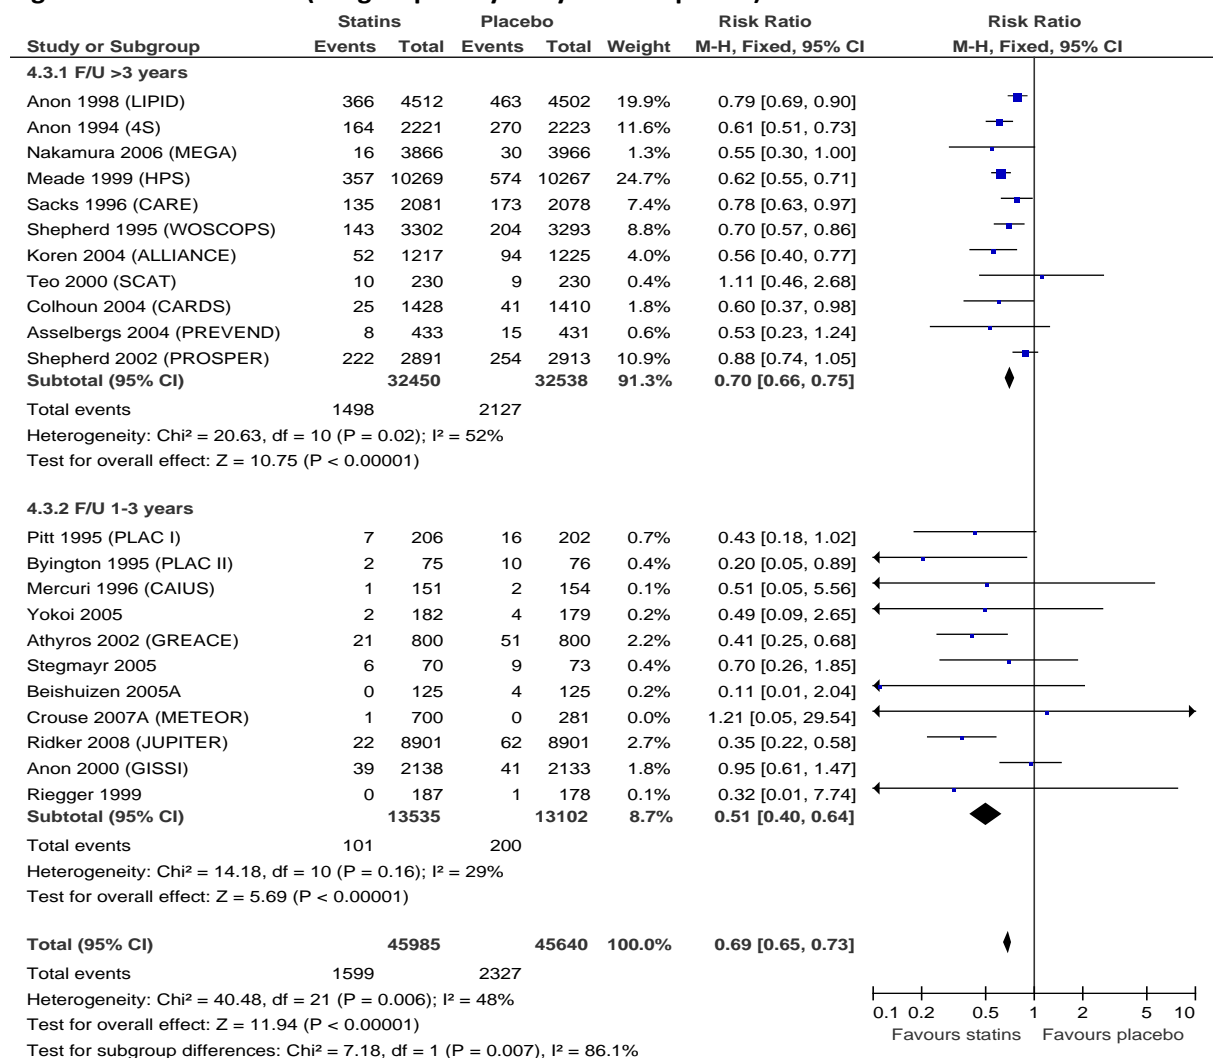 Statins Placebo Risk Ratio Risk Ratio
Study or Subgroup Events Total Events Total Weight M-H, Fixed, 95% CI M-H, Fixed, 95% CI
4.3.1 F/U >3 years
Anon 1998 (LIPID) 366 4512 463 4502 19.9% 0.79 [0.69, 0.90]
Anon 1994 (4S) 164 2221 270 2223 11.6% 0.61 [0.51, 0.73]
Nakamura 2006 (MEGA) 16 3866 30 3966 1.3% 0.55 [0.30, 1.00]
Meade 1999 (HPS) 357 10269 574 10267 24.7% 0.62 [0.55, 0.71]
Sacks 1996 (CARE) 135 2081 173 2078 7.4% 0.78 [0.63, 0.97]
Shepherd 1995 (WOSCOPS) 143 3302 204 3293 8.8% 0.70 [0.57, 0.86]
Koren 2004 (ALLIANCE) 52 1217 94 1225 4.0% 0.56 [0.40, 0.77]
Teo 2000 (SCAT) 10 230 9 230 0.4% 1.11 [0.46, 2.68]
Colhoun 2004 (CARDS) 25 1428 41 1410 1.8% 0.60 [0.37, 0.98]
Asselbergs 2004 (PREVEND) 8 433 15 431 0.6% 0.53 [0.23, 1.24]
Shepherd 2002 (PROSPER) 222 2891 254 2913 10.9% 0.88 [0.74, 1.05]
Subtotal (95% CI) 32450 32538 91.3% 0.70 [0.66, 0.75]
Total events 1498 2127
Heterogeneity: Chi² = 20.63, df = 10 (P = 0.02); I² = 52%
Test for overall effect: Z = 10.75 (P < 0.00001)
4.3.2 F/U 1-3 years
Pitt 1995 (PLAC I) 7 206 16 202 0.7% 0.43 [0.18, 1.02]
Byington 1995 (PLAC II) 2 75 10 76 0.4% 0.20 [0.05, 0.89]
Mercuri 1996 (CAIUS) 1 151 2 154 0.1% 0.51 [0.05, 5.56]
Yokoi 2005 2 182 4 179 0.2% 0.49 [0.09, 2.65]
Athyros 2002 (GREACE) 21 800 51 800 2.2% 0.41 [0.25, 0.68]
Stegmayr 2005 6 70 9 73 0.4% 0.70 [0.26, 1.85]
Beishuizen 2005A 0 125 4 125 0.2% 0.11 [0.01, 2.04]
Crouse 2007A (METEOR) 1 700 0 281 0.0% 1.21 [0.05, 29.54]
Ridker 2008 (JUPITER) 22 8901 62 8901 2.7% 0.35 [0.22, 0.58]
Anon 2000 (GISSI) 39 2138 41 2133 1.8% 0.95 [0.61, 1.47]
Riegger 1999 0 187 1 178 0.1% 0.32 [0.01, 7.74]
Subtotal (95% CI) 13535 13102 8.7% 0.51 [0.40, 0.64]
Total events 101 200
Heterogeneity: Chi² = 14.18, df = 10 (P = 0.16); I² = 29%
Test for overall effect: Z = 5.69 (P < 0.00001)
Total (95% CI) 45985 45640 100.0% 0.69 [0.65, 0.73]
Total events 1599 2327
Heterogeneity: Chi² = 40.48, df = 21 (P = 0.006); I² = 48%
Test for overall effect: Z = 11.94 (P < 0.00001)
Test for subgroup differences: Chi² = 7.18, df = 1 (P = 0.007), I² = 86.1%
0.1 0.2 0.5 1 2 5 10
Favours statins Favours placebo